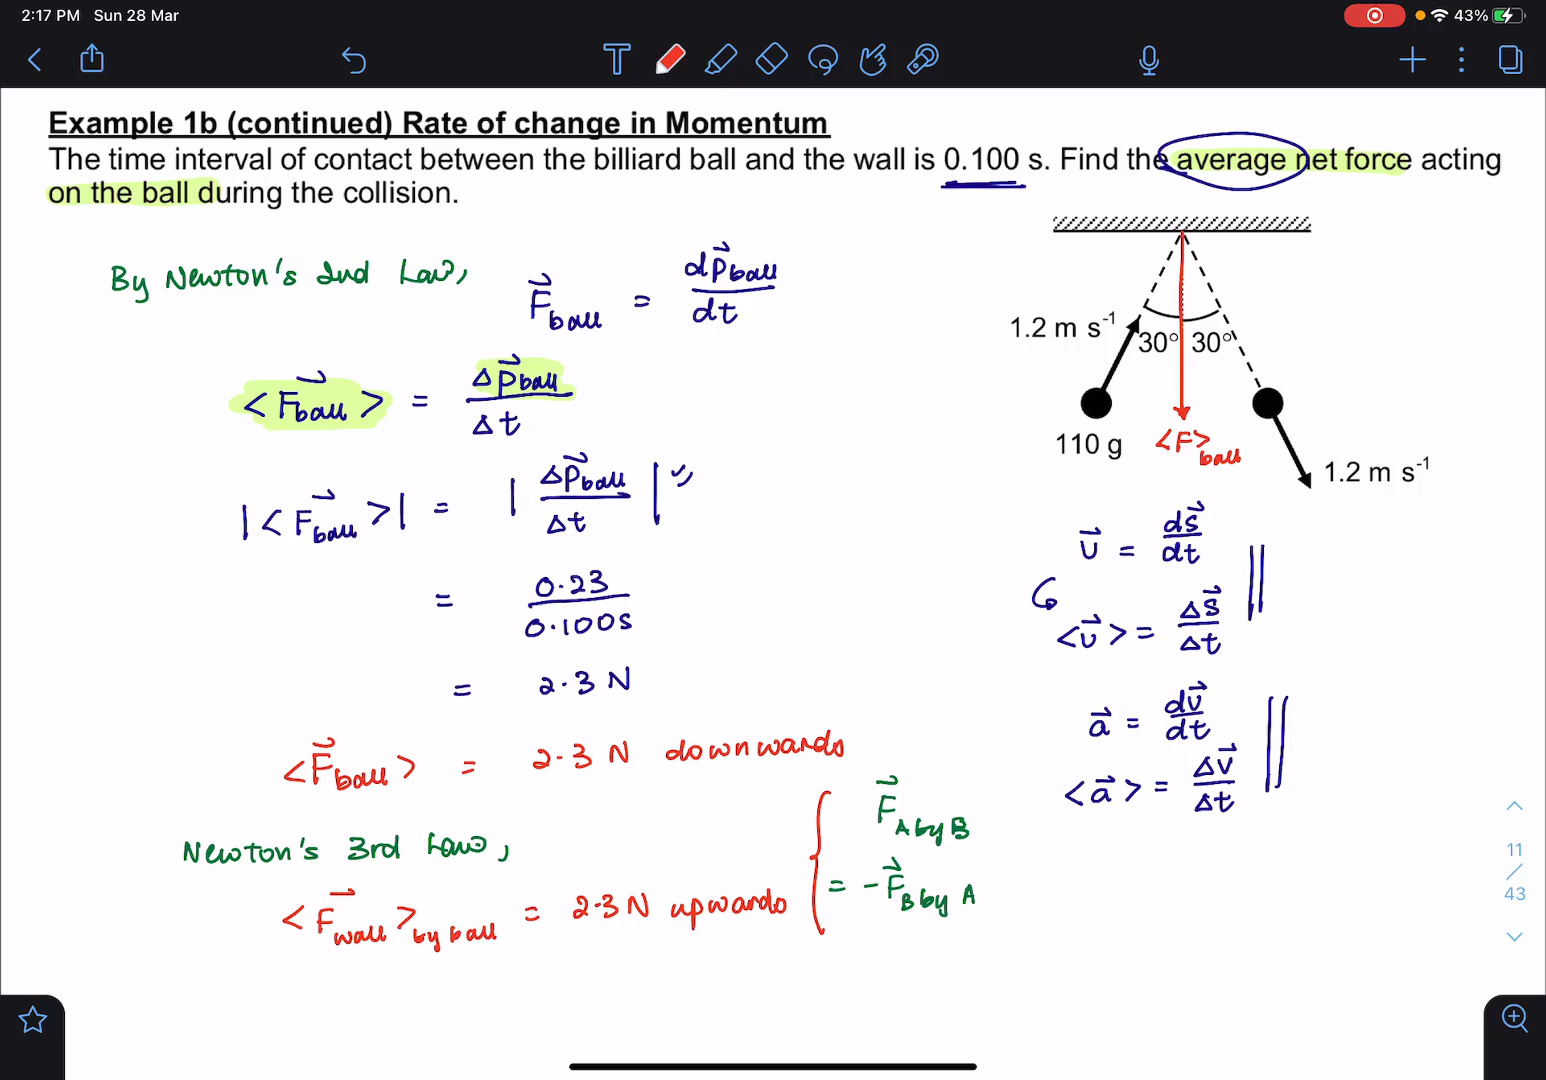 2:17 PM Sun 28 Mar
43%
Example 1b (continued) Rate of change in Momentum
The time interval of contact between the billiard ball and the wall is 0.100 s. Find the average net force acting
on the ball during the collision.
By Newton's 2nd Law,
F⃗ball = dp⃗ball/dt
<F⃗ball> = Δp⃗ball/Δt
|<F⃗ball>| = |Δp⃗ball/Δt|
= 0.23/0.100s
= 2.3 N
<F⃗ball> = 2.3 N downwards
Newton's 3rd Law,
<F⃗wall>by ball = 2.3 N upwards
F⃗A by B
= -F⃗B by A
1.2 m s⁻¹
30° 30°
110 g
<F>ball
1.2 m s⁻¹
v⃗ = ds⃗/dt
<v⃗> = Δs⃗/Δt
a⃗ = dv⃗/dt
<a⃗> = Δv⃗/Δt
11
/
43